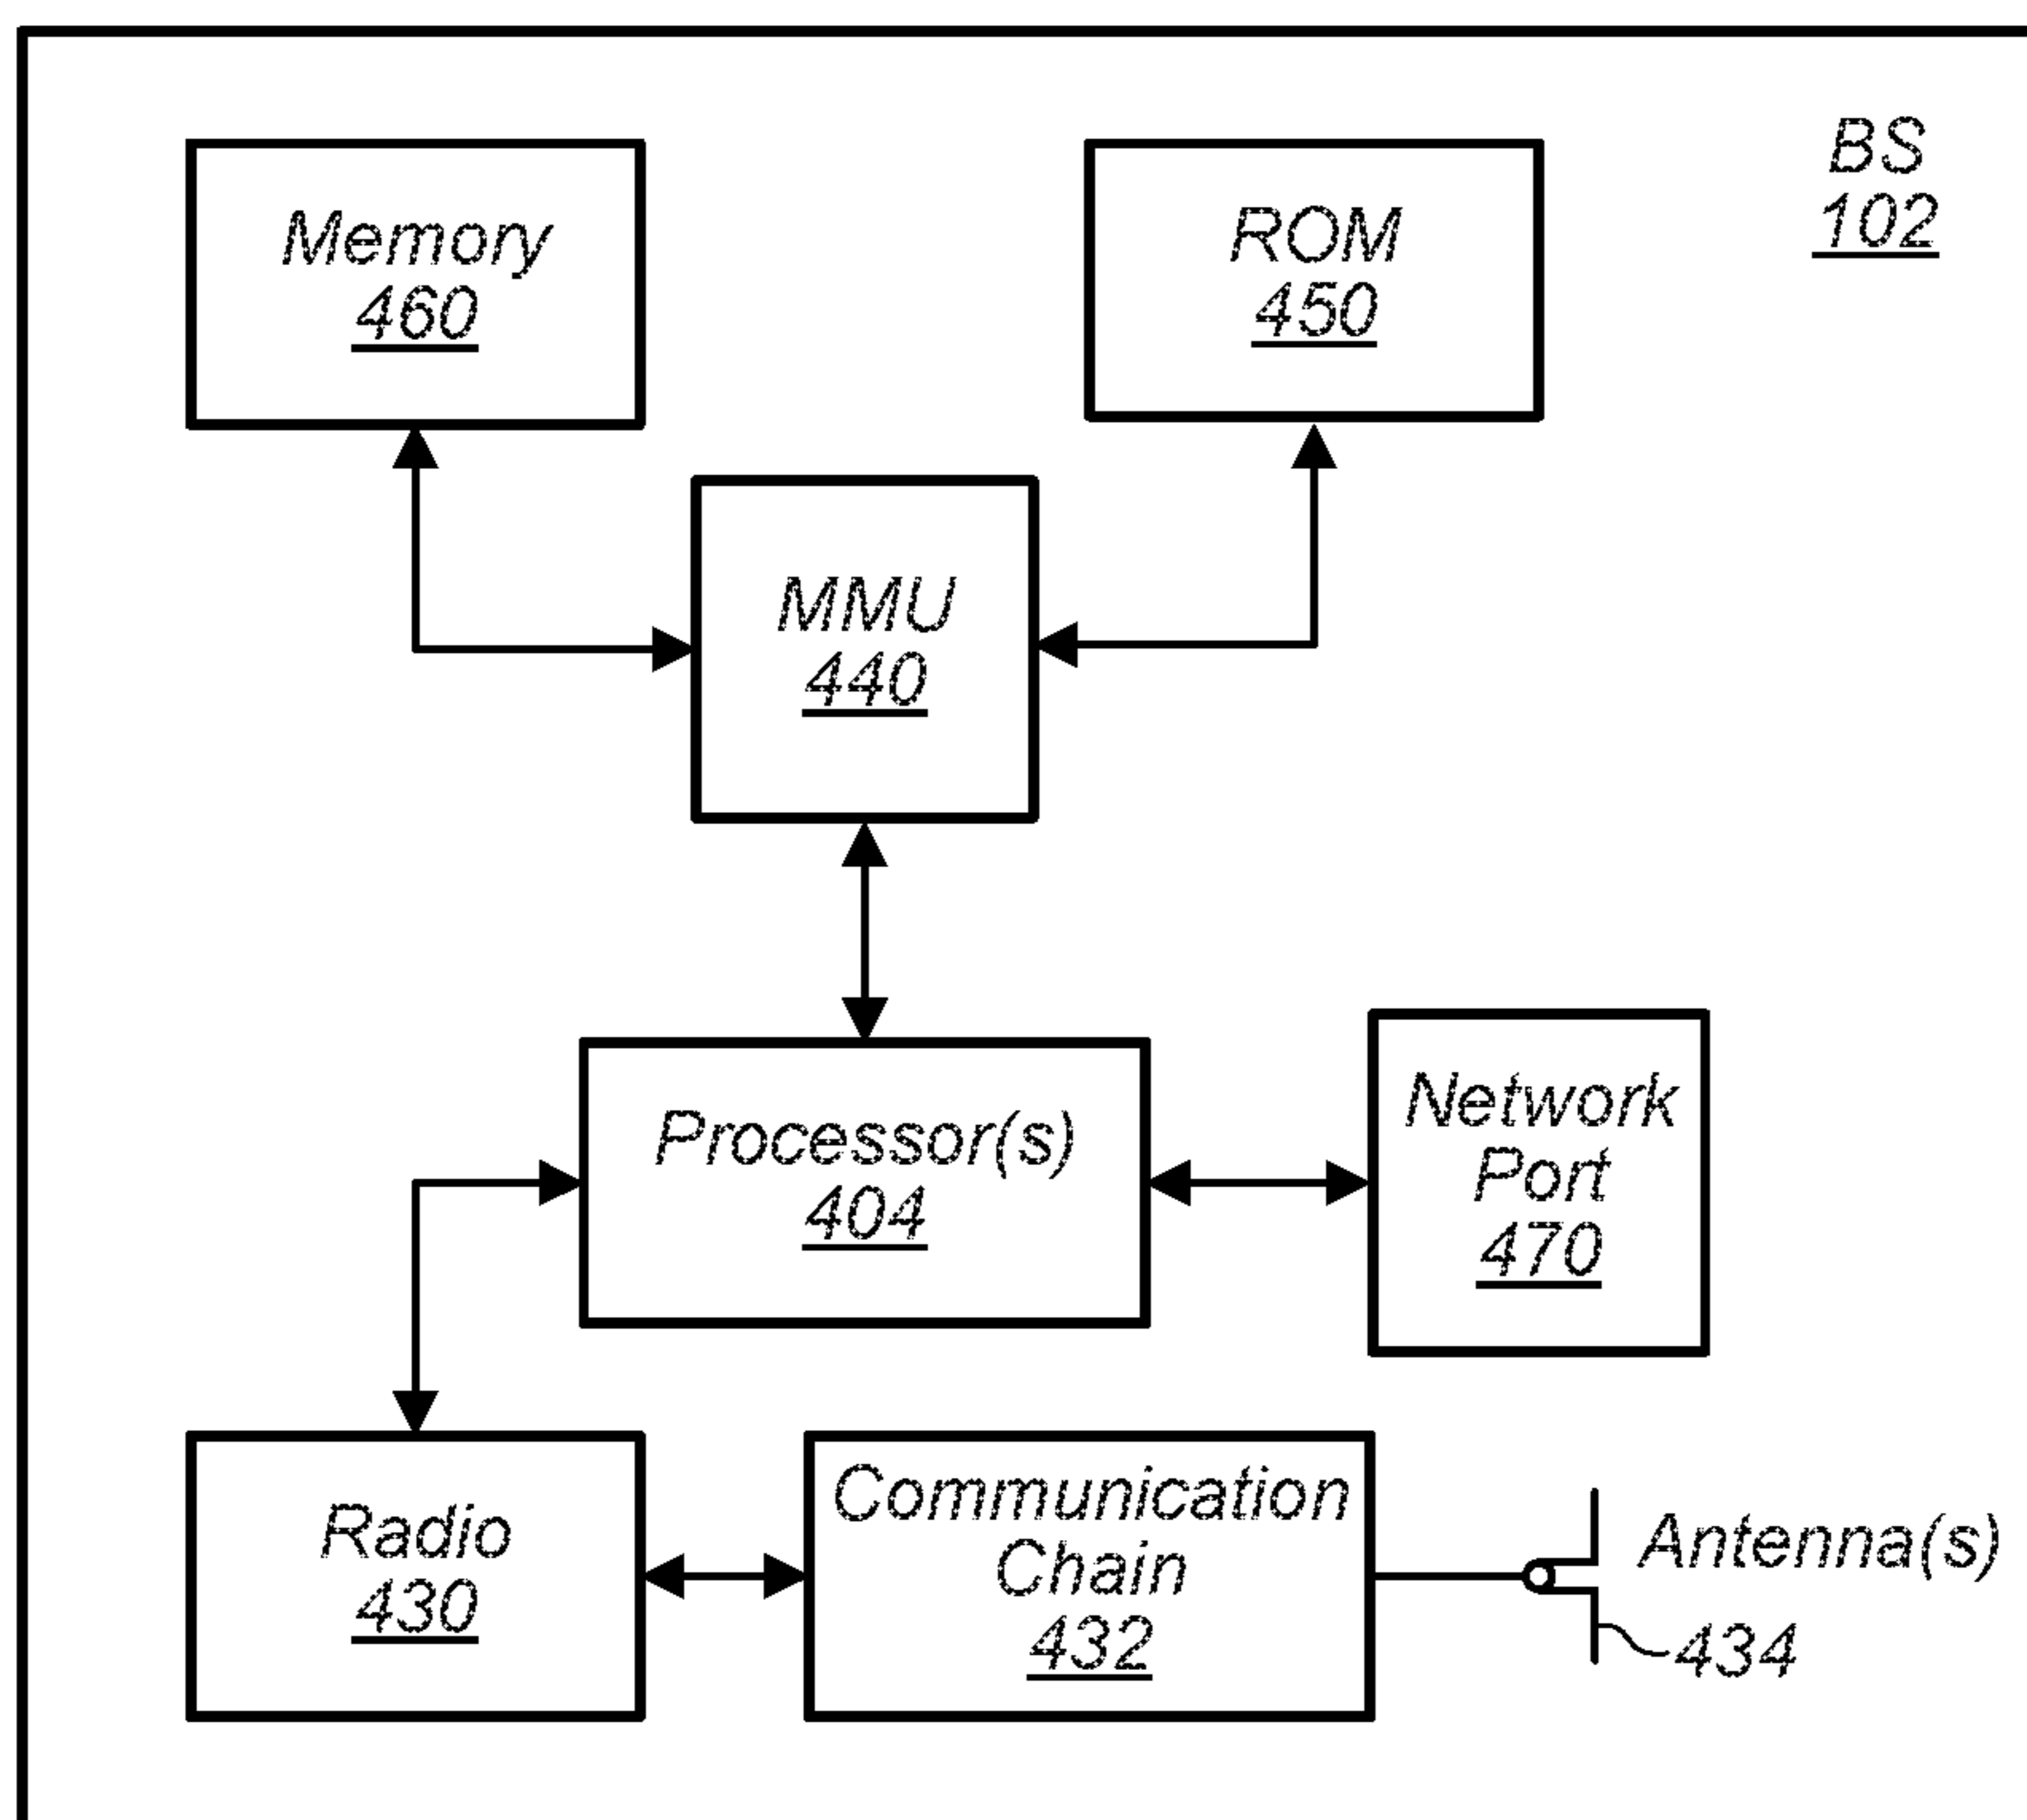 BS
102
Memory
460
ROM
450
MMU
440
Processor(s)
404
Network
Port
470
Radio
430
Communication
Chain
432
Antenna(s)
434